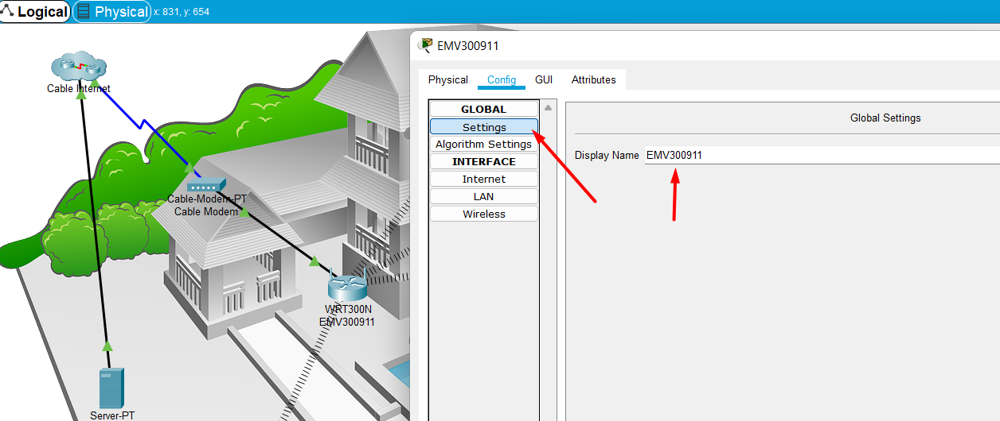 Logical Physical x: 831, y: 654
EMV300911
Physical Config GUI Attributes
GLOBAL
Settings
Algorithm Settings
INTERFACE
Internet
LAN
Wireless
Global Settings
Display Name EMV300911
Cable Internet
Cable-Modem-PT
Cable Modem
WRT300N
EMV300911
Server-PT